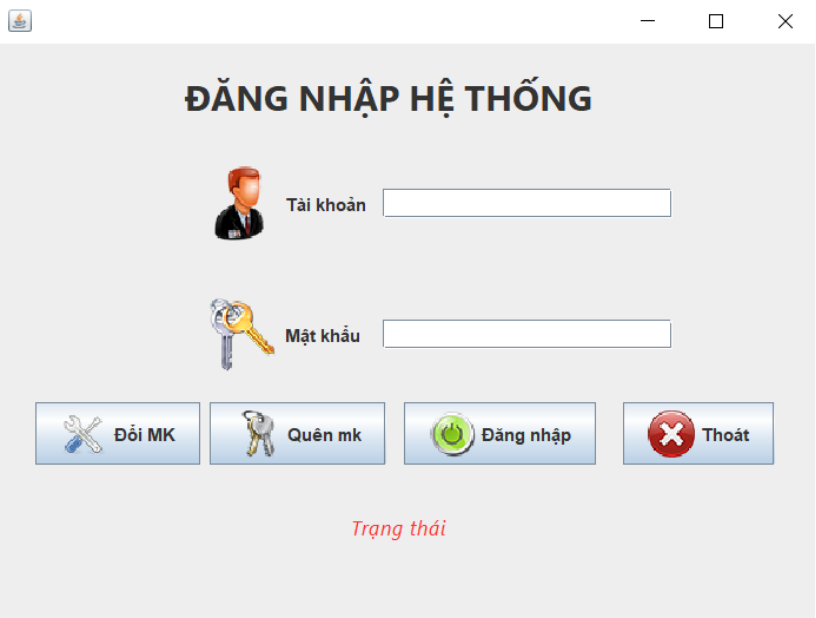 ĐĂNG NHẬP HỆ THỐNG
Tài khoản
Mật khẩu
Đổi MK
Quên mk
Đăng nhập
Thoát
Trạng thái